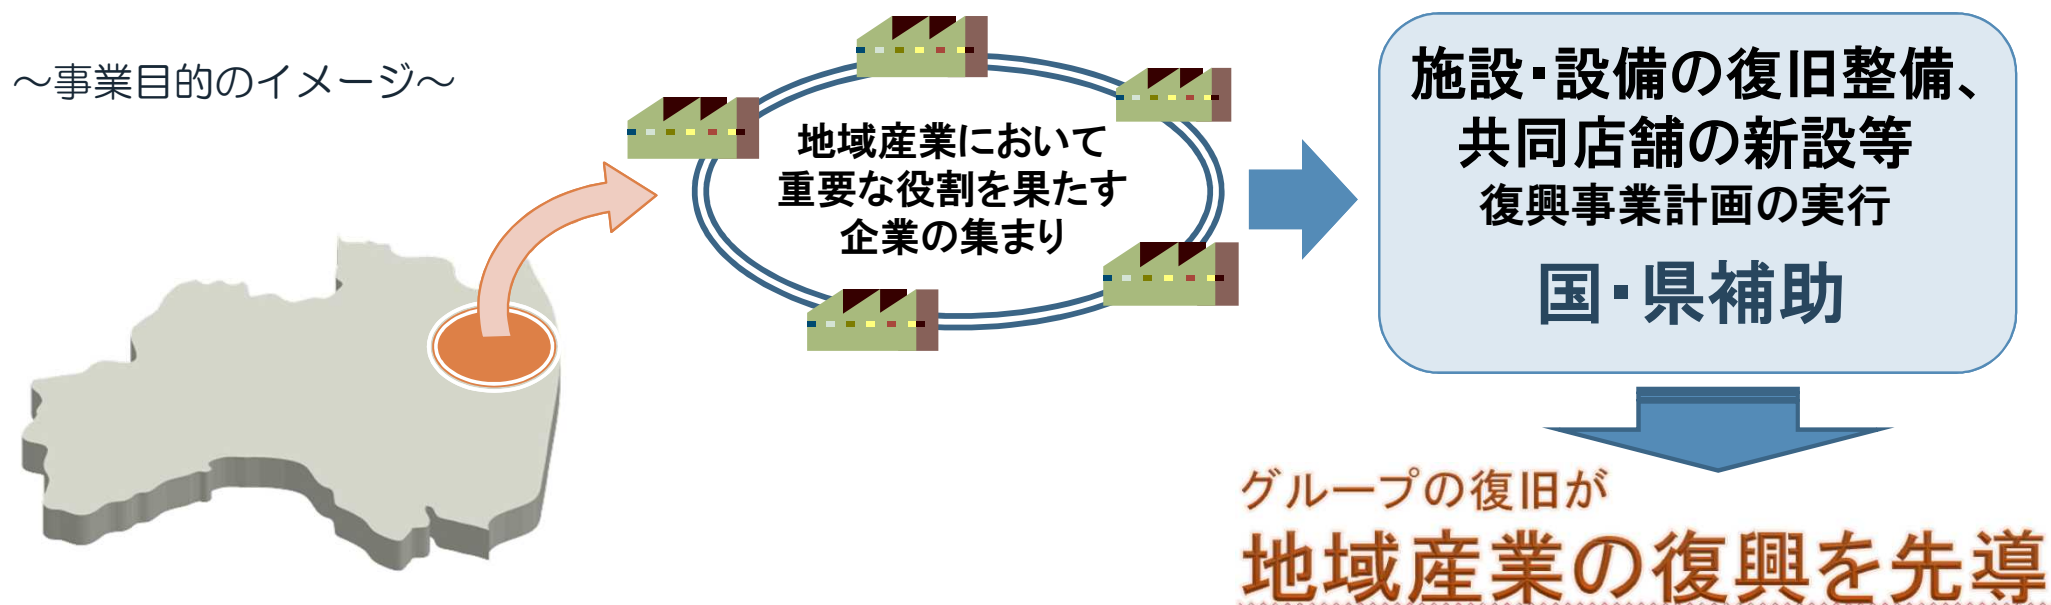 ～事業目的のイメージ～
地域産業において
重要な役割を果たす
企業の集まり
施設・設備の復旧整備、
共同店舗の新設等
復興事業計画の実行
国・県補助
グループの復旧が
地域産業の復興を先導